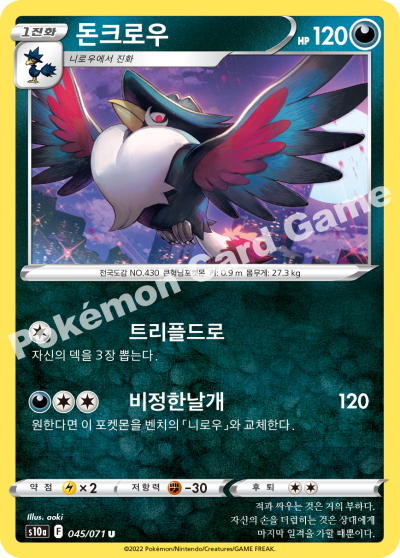 1진화
돈크로우
HP 120
니로우에서 진화
전국도감 NO.430 큰형님포켓몬 키: 0.9 m 몸무게: 27.3 kg
Pokémon Card Game
트리플드로
자신의 덱을 3장 뽑는다.
비정한날개 120
원한다면 이 포켓몬을 벤치의 「니로우」와 교체한다.
약점 ×2 저항력 -30 후퇴
Illus. aoki
s10a F 045/071 U
적과 싸우는 것은 거의 부하다.
자신의 손을 더럽히는 것은 상대에게
마지막 일격을 가할 때뿐이다.
©2022 Pokémon/Nintendo/Creatures/GAME FREAK.